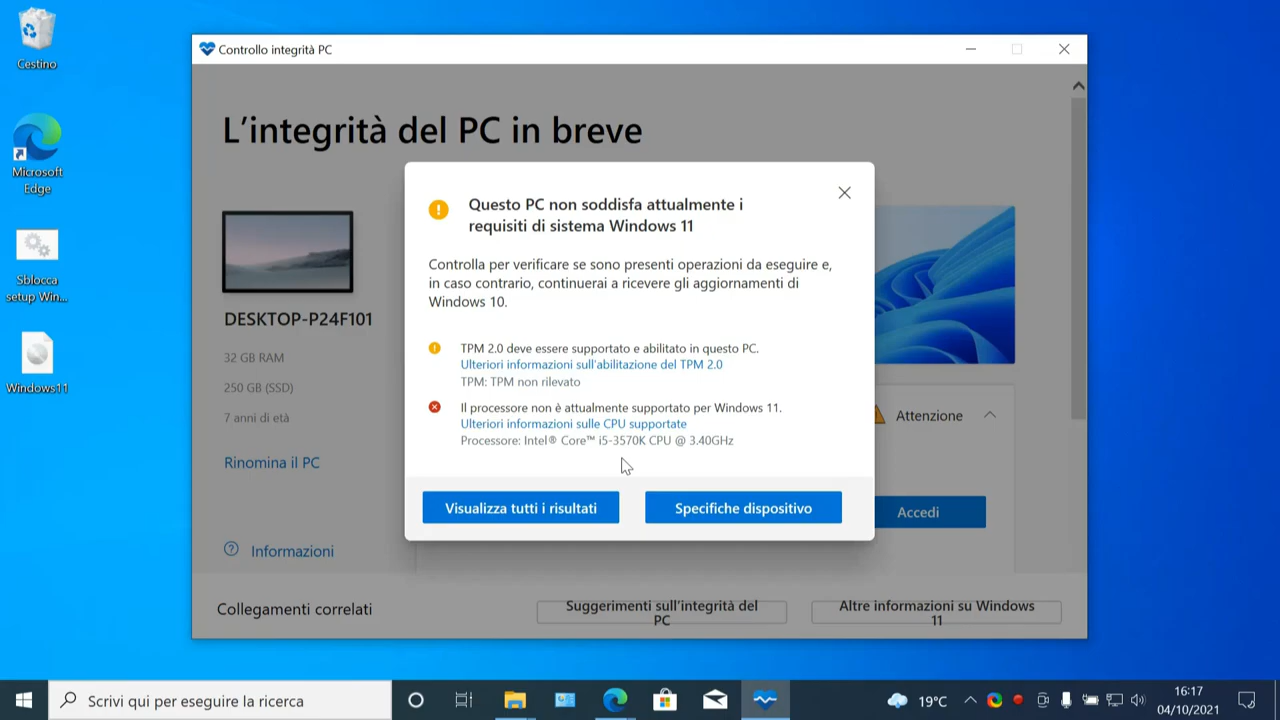 Cestino
Microsoft
Edge
Sblocca
setup Win...
Windows11
Controllo integrità PC
L'integrità del PC in breve
DESKTOP-P24F101
32 GB RAM
250 GB (SSD)
7 anni di età
Rinomina il PC
Informazioni
Questo PC non soddisfa attualmente i
requisiti di sistema Windows 11
Controlla per verificare se sono presenti operazioni da eseguire e,
in caso contrario, continuerai a ricevere gli aggiornamenti di
Windows 10.
TPM 2.0 deve essere supportato e abilitato in questo PC.
Ulteriori informazioni sull'abilitazione del TPM 2.0
TPM: TPM non rilevato
Il processore non è attualmente supportato per Windows 11.
Ulteriori informazioni sulle CPU supportate
Processore: Intel® Core™ i5-3570K CPU @ 3.40GHz
Visualizza tutti i risultati
Specifiche dispositivo
Attenzione
Accedi
Collegamenti correlati
Suggerimenti sull'integrità del
PC
Altre informazioni su Windows
11
Scrivi qui per eseguire la ricerca
19°C
16:17
04/10/2021